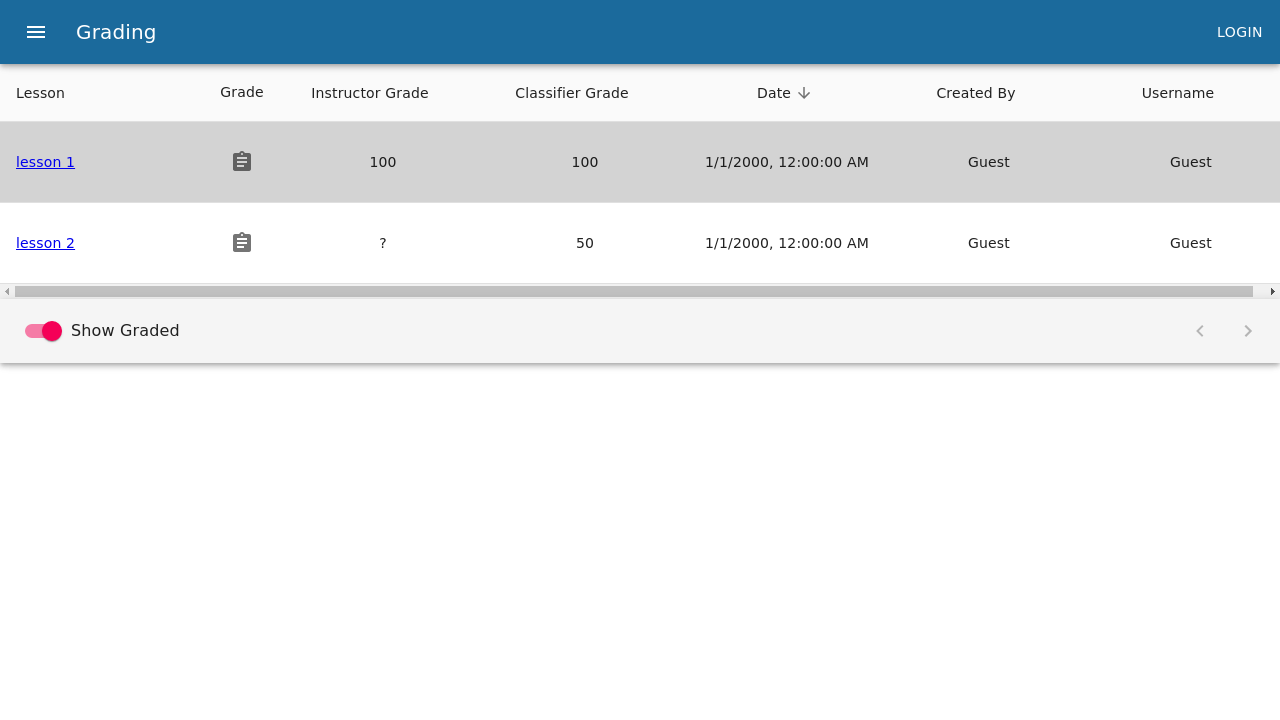 Grading LOGIN
Lesson Grade Instructor Grade Classifier Grade Date Created By Username
lesson 1 100 100 1/1/2000, 12:00:00 AM Guest Guest
lesson 2 ? 50 1/1/2000, 12:00:00 AM Guest Guest
Show Graded